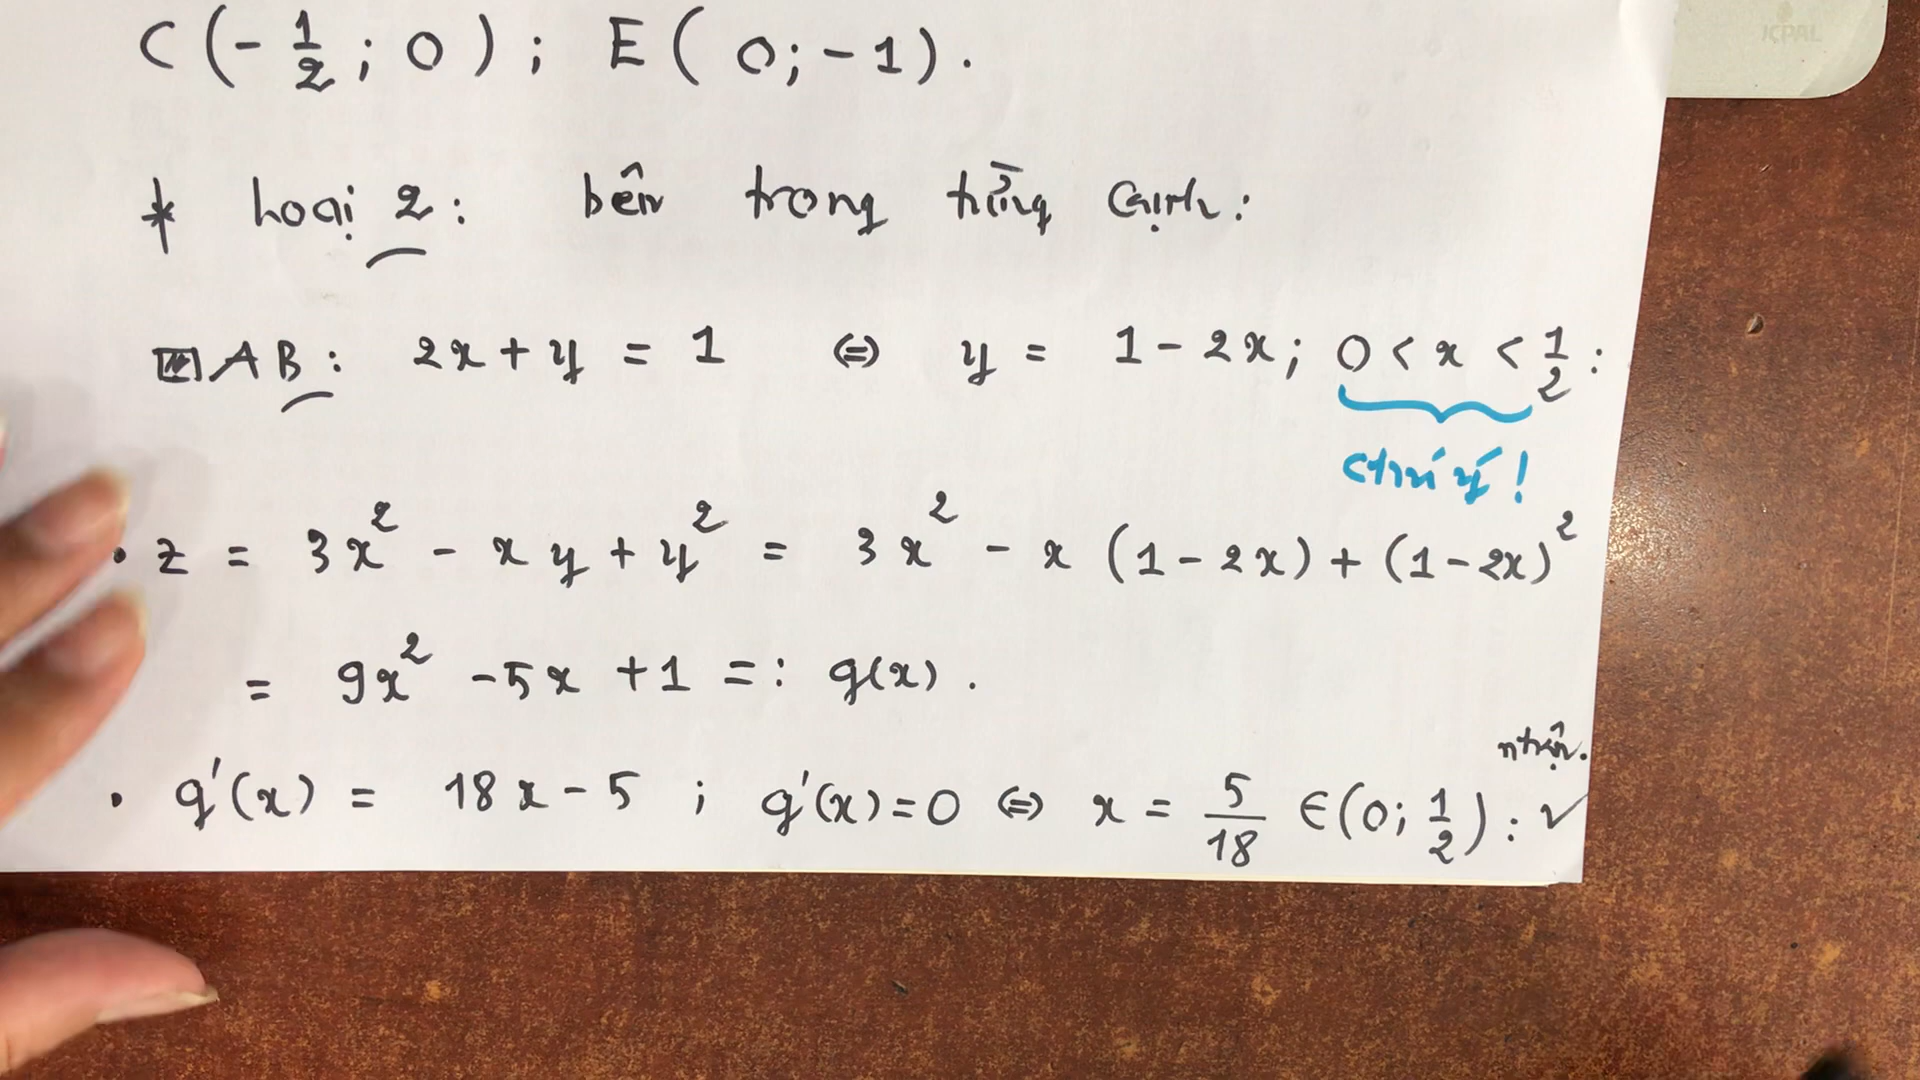 JCPAL
C(-1/2; 0); E(0; -1).
* loại 2: bên trong từng cạnh:
AB: 2x + y = 1 ⇔ y = 1 - 2x; 0 < x < 1/2:
chú ý!
• z = 3x² - xy + y² = 3x² - x(1 - 2x) + (1 - 2x)²
= 9x² - 5x + 1 =: g(x).
nhận.
• g'(x) = 18x - 5; g'(x) = 0 ⇔ x = 5/18 ∈ (0; 1/2): ✓